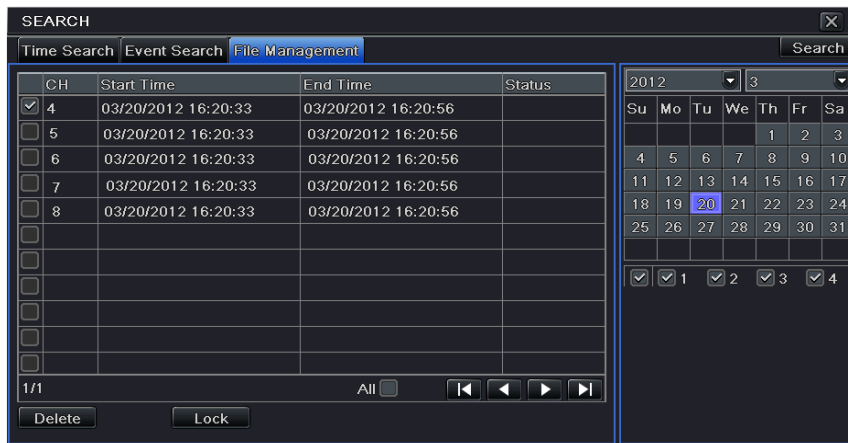 SEARCH
Time Search Event Search File Management Search
CH Start Time End Time Status
4 03/20/2012 16:20:33 03/20/2012 16:20:56
5 03/20/2012 16:20:33 03/20/2012 16:20:56
6 03/20/2012 16:20:33 03/20/2012 16:20:56
7 03/20/2012 16:20:33 03/20/2012 16:20:56
8 03/20/2012 16:20:33 03/20/2012 16:20:56
1/1 All
Delete Lock
2012 3
Su Mo Tu We Th Fr Sa
1 2 3
4 5 6 7 8 9 10
11 12 13 14 15 16 17
18 19 20 21 22 23 24
25 26 27 28 29 30 31
1 2 3 4